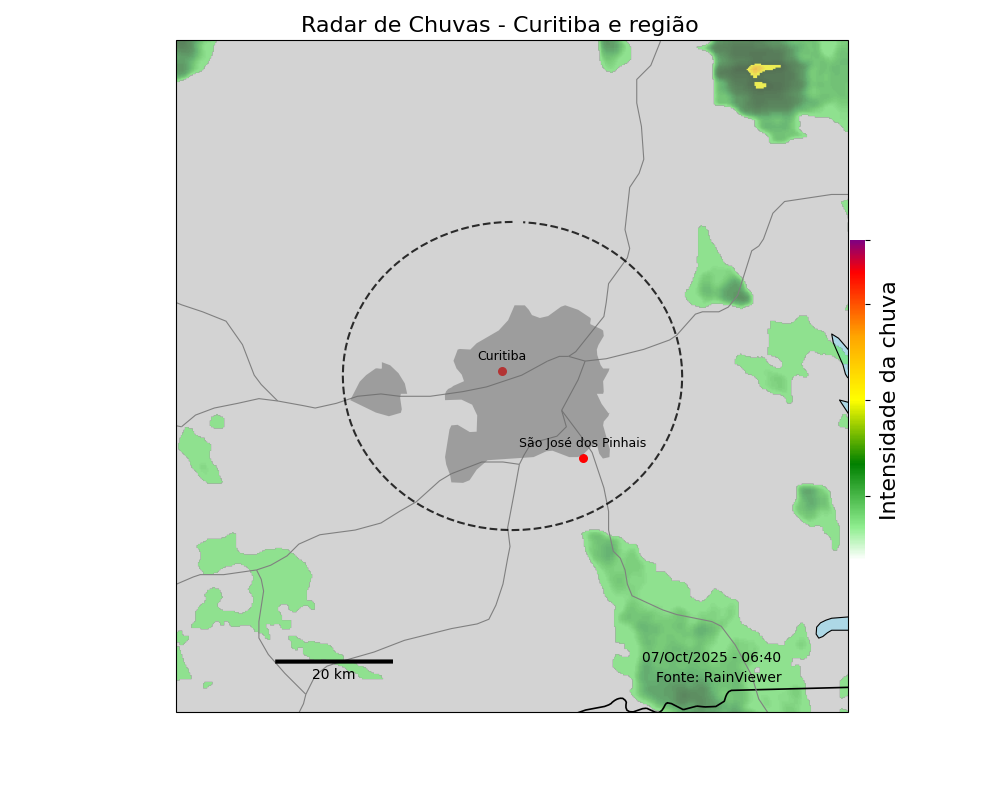 Radar de Chuvas - Curitiba e região
Curitiba
São José dos Pinhais
Intensidade da chuva
07/Oct/2025 - 06:40
Fonte: RainViewer
20 km